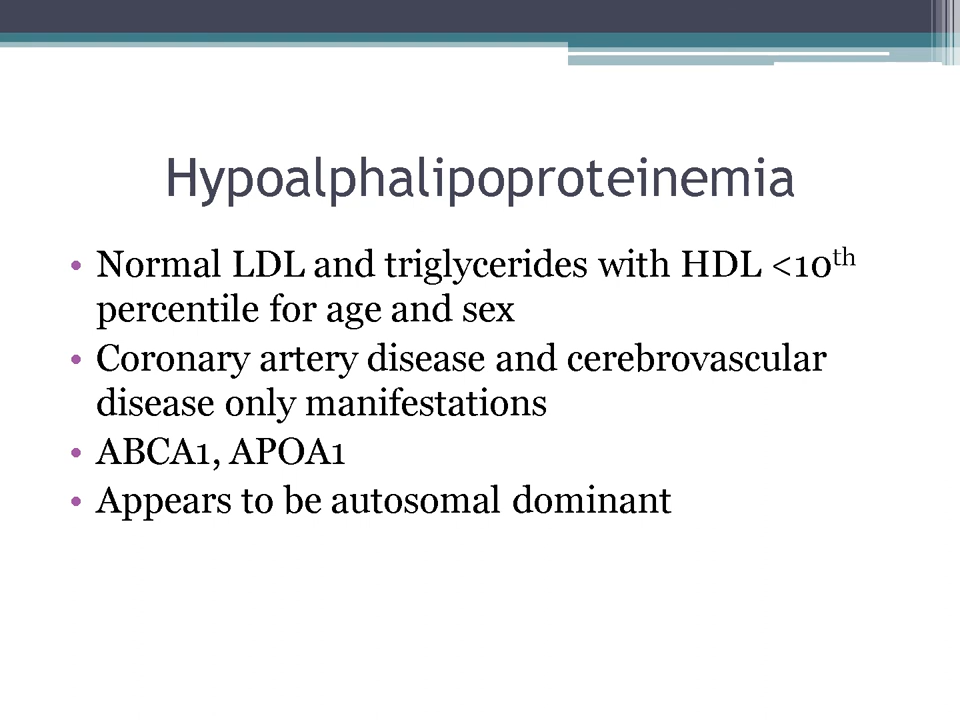 Hypoalphalipoproteinemia
• Normal LDL and triglycerides with HDL <10th
percentile for age and sex
• Coronary artery disease and cerebrovascular
disease only manifestations
• ABCA1, APOA1
• Appears to be autosomal dominant